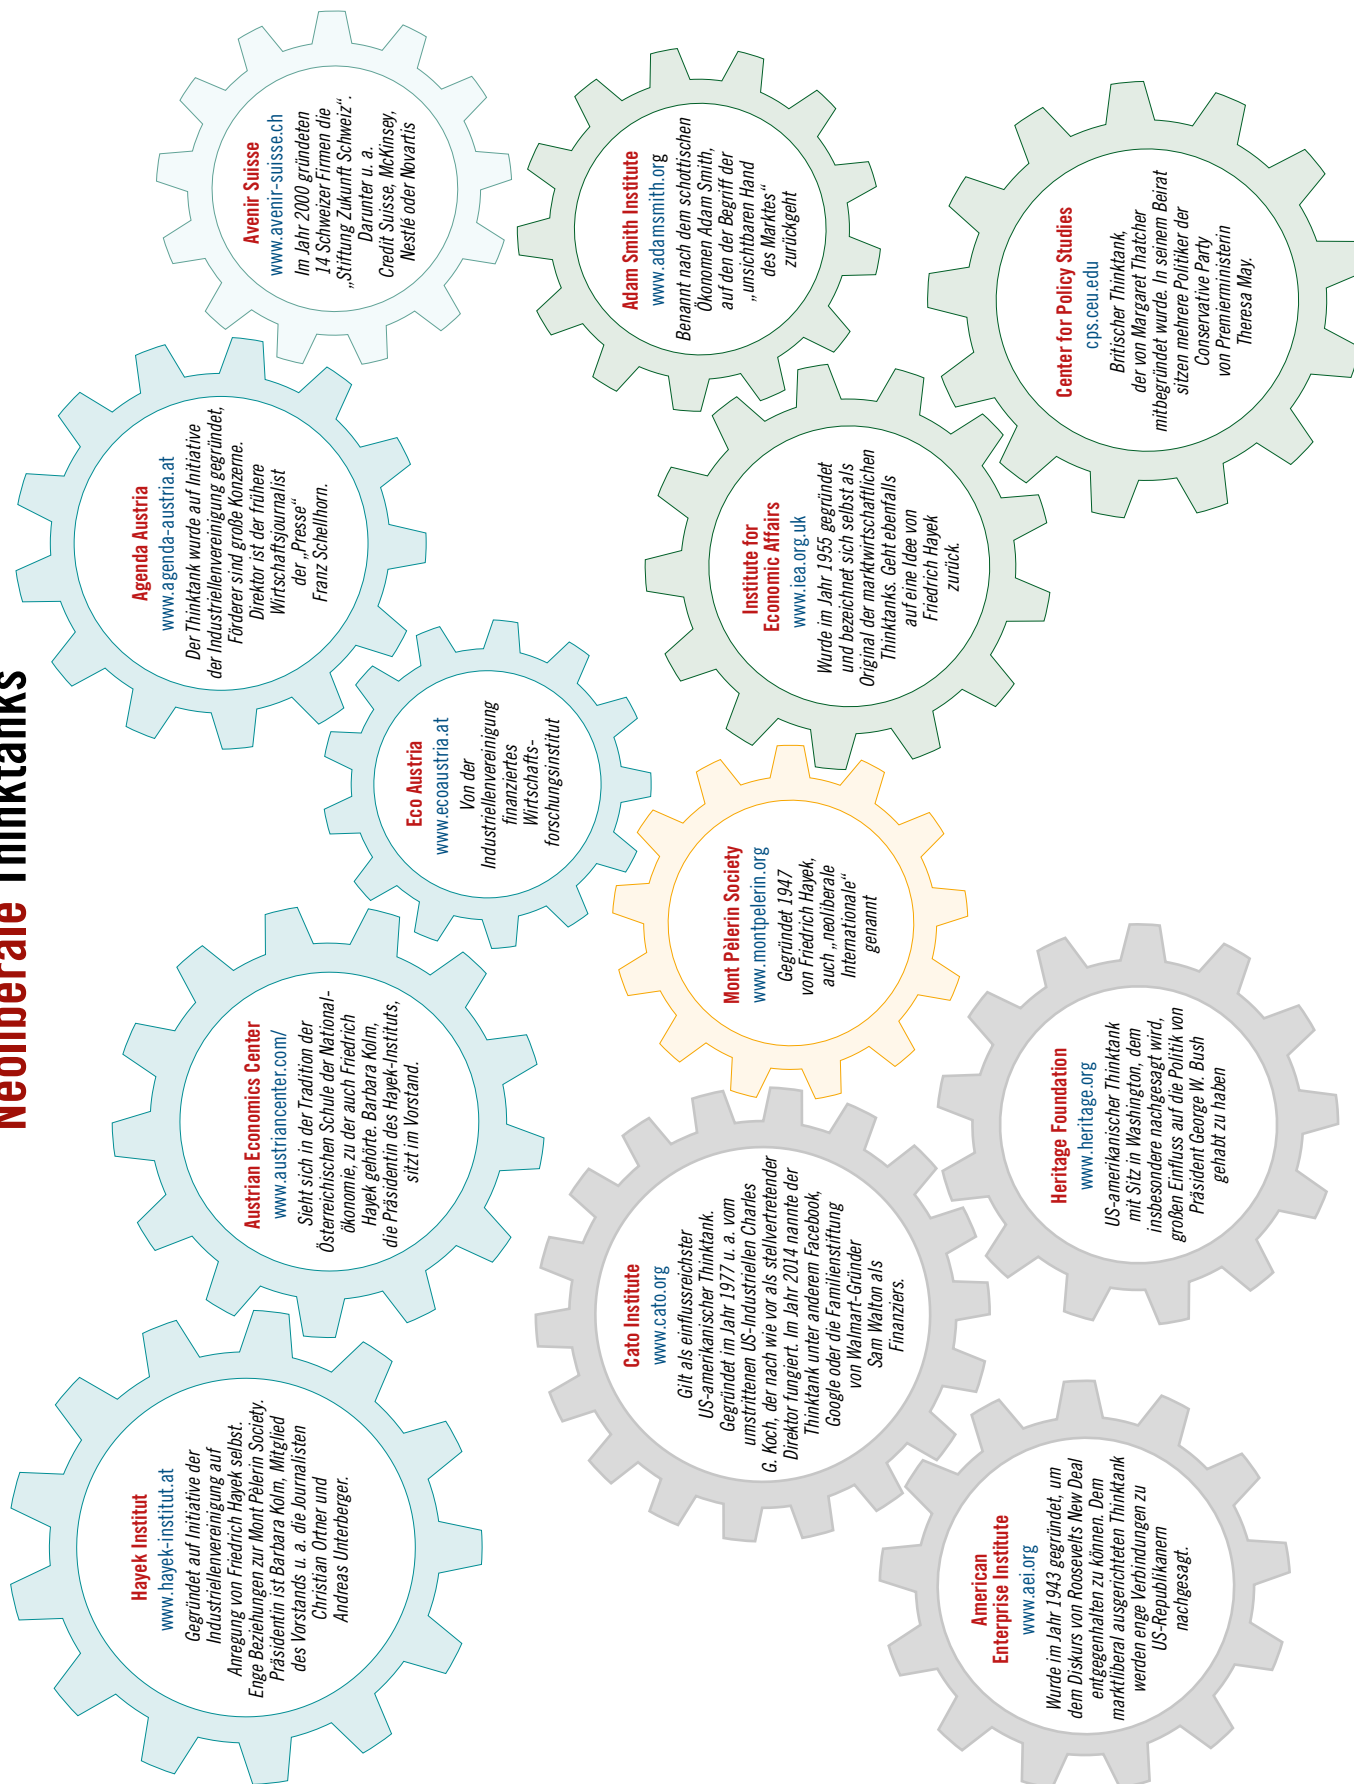 Neoliberale Thinktanks
Hayek Institut
www.hayek-institut.at
Gegründet auf Initiative der
Industriellenvereinigung auf
Anregung von Friedrich Hayek selbst.
Enge Beziehungen zur Mont Pèlerin Society.
Präsidentin ist Barbara Kolm, Mitglied
des Vorstands u. a. die Journalisten
Christian Ortner und
Andreas Unterberger.
Austrian Economics Center
www.austriancenter.com/
Sieht sich in der Tradition der
Österreichischen Schule der National-
ökonomie, zu der auch Friedrich
Hayek gehörte. Barbara Kolm,
die Präsidentin des Hayek-Instituts,
sitzt im Vorstand.
Eco Austria
www.ecoaustria.at
Von der
Industriellenvereinigung
finanziertes
Wirtschafts-
forschungsinstitut
Agenda Austria
www.agenda-austria.at
Der Thinktank wurde auf Initiative
der Industriellenvereinigung gegründet,
Förderer sind große Konzerne.
Direktor ist der frühere
Wirtschaftsjournalist
der „Presse“
Franz Schellhorn.
Avenir Suisse
www.avenir-suisse.ch
Im Jahr 2000 gründeten
14 Schweizer Firmen die
„Stiftung Zukunft Schweiz“.
Darunter u. a.
Credit Suisse, McKinsey,
Nestlé oder Novartis
Cato Institute
www.cato.org
Gilt als einflussreichster
US-amerikanischer Thinktank.
Gegründet im Jahr 1977 u. a. vom
umstrittenen US-Industriellen Charles
G. Koch, der nach wie vor als stellvertretender
Direktor fungiert. Im Jahr 2014 nannte der
Thinktank unter anderem Facebook,
Google oder die Familienstiftung
von Walmart-Gründer
Sam Walton als
Finanziers.
Mont Pèlerin Society
www.montpelerin.org
Gegründet 1947
von Friedrich Hayek,
auch „neoliberale
Internationale“
genannt
Institute for
Economic Affairs
www.iea.org.uk
Wurde im Jahr 1955 gegründet
und bezeichnet sich selbst als
Original der marktwirtschaftlichen
Thinktanks. Geht ebenfalls
auf eine Idee von
Friedrich Hayek
zurück.
Adam Smith Institute
www.adamsmith.org
Benannt nach dem schottischen
Ökonomen Adam Smith,
auf den der Begriff der
„unsichtbaren Hand
des Marktes“
zurückgeht
American
Enterprise Institute
www.aei.org
Wurde im Jahr 1943 gegründet, um
dem Diskurs von Roosevelts New Deal
entgegenhalten zu können. Dem
marktliberal ausgerichteten Thinktank
werden enge Verbindungen zu
US-Republikanern
nachgesagt.
Heritage Foundation
www.heritage.org
US-amerikanischer Thinktank
mit Sitz in Washington, dem
insbesondere nachgesagt wird,
großen Einfluss auf die Politik von
Präsident George W. Bush
gehabt zu haben
Center for Policy Studies
cps.ceu.edu
Britischer Thinktank,
der von Margaret Thatcher
mitbegründet wurde. In seinem Beirat
sitzen mehrere Politiker der
Conservative Party
von Premierministerin
Theresa May.